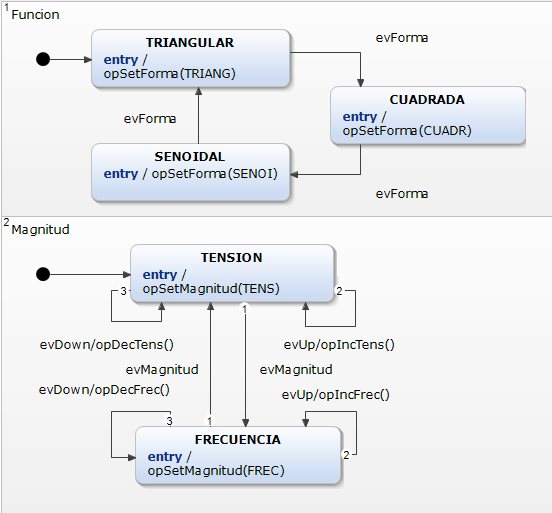 1
Funcion
TRIANGULAR
entry /
opSetForma(TRIANG)
evForma
CUADRADA
entry /
opSetForma(CUADR)
evForma
SENOIDAL
entry / opSetForma(SENOI)
evForma
2
Magnitud
TENSION
entry /
opSetMagnitud(TENS)
3
2
1
evDown/opDecTens()
evUp/opIncTens()
evMagnitud
evMagnitud
evDown/opDecFrec()
evUp/opIncFrec()
3
1
FRECUENCIA
entry /
opSetMagnitud(FREC)
2